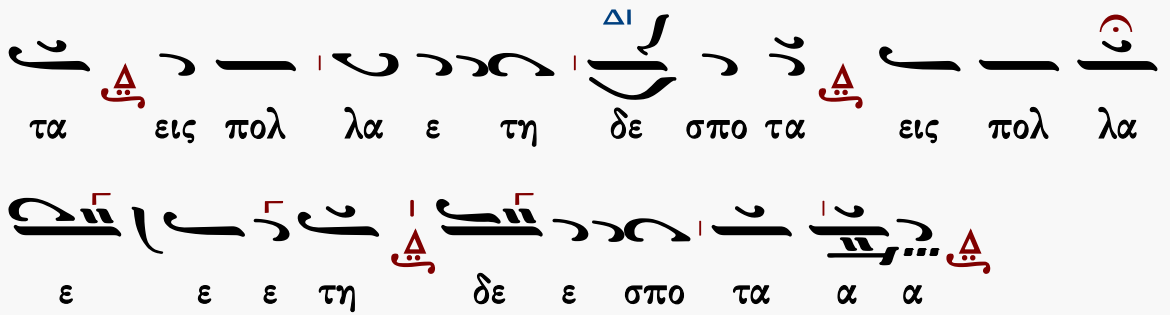 τα εις πολ λα ε τη δε σπο τα εις πολ λα
ε ε ε τη δε ε σπο τα α α